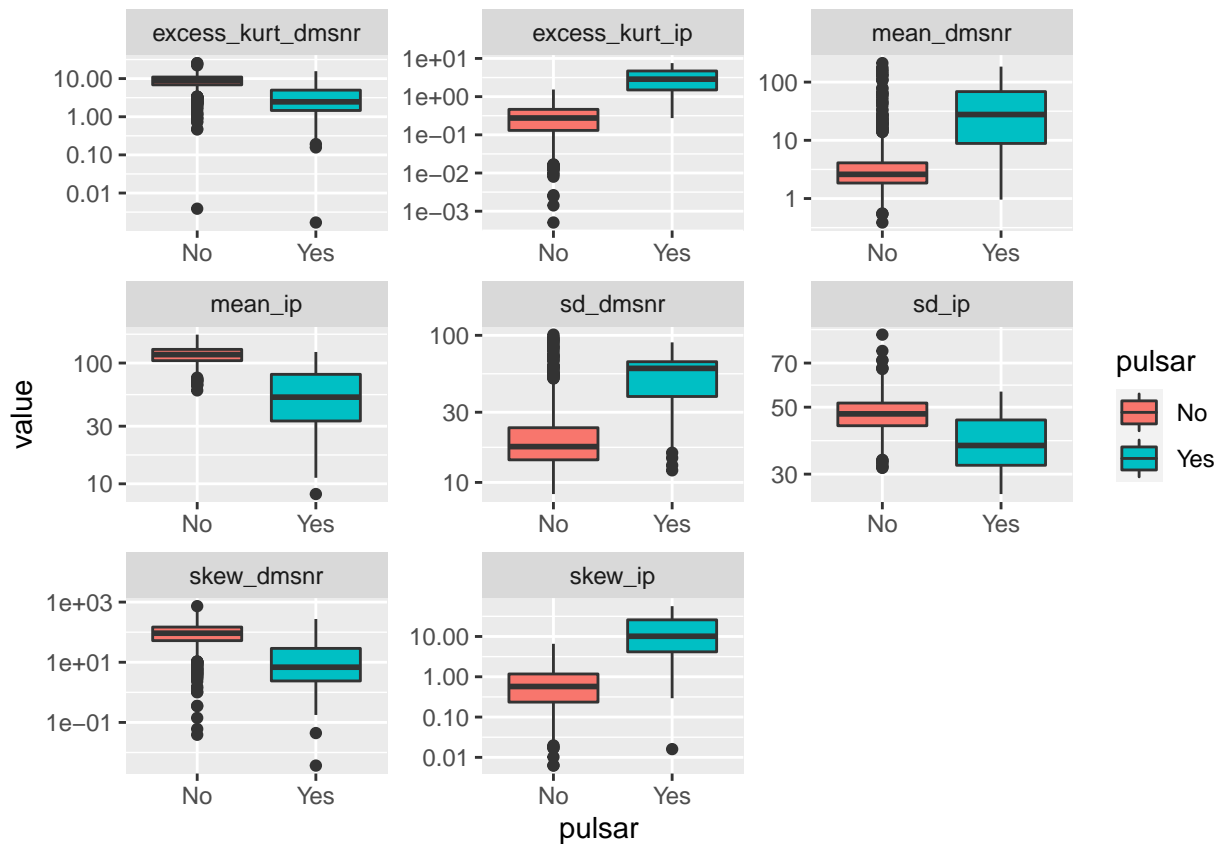 excess_kurt_dmsnr
excess_kurt_ip
mean_dmsnr
10.00
1.00
0.10
0.01
No
Yes
1e+01
1e+00
1e−01
1e−02
1e−03
No
Yes
100
10
1
No
Yes
mean_ip
sd_dmsnr
sd_ip
100
30
10
No
Yes
100
30
10
No
Yes
70
50
30
No
Yes
skew_dmsnr
skew_ip
1e+03
1e+01
1e−01
No
Yes
10.00
1.00
0.10
0.01
No
Yes
value
pulsar
pulsar
No
Yes